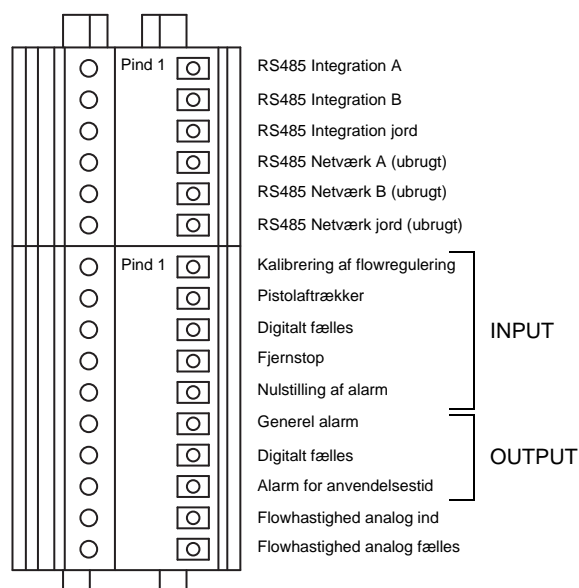 Pind 1 RS485 Integration A
RS485 Integration B
RS485 Integration jord
RS485 Netværk A (ubrugt)
RS485 Netværk B (ubrugt)
RS485 Netværk jord (ubrugt)
Pind 1 Kalibrering af flowregulering
Pistolaftrækker
Digitalt fælles
Fjernstop
Nulstilling af alarm
INPUT
Generel alarm
Digitalt fælles
Alarm for anvendelsestid
OUTPUT
Flowhastighed analog ind
Flowhastighed analog fælles